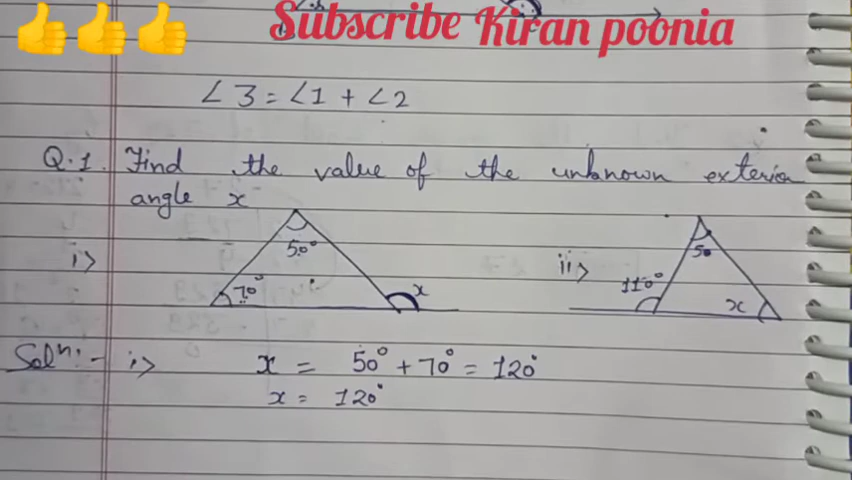 Subscribe Kiran poonia
∠3 = ∠1 + ∠2
Q.1. Find the value of the unknown exterior
angle x
i> 50° 70° x
ii> 50 110° x
Solⁿ:- i> x = 50° + 70° = 120°
x = 120°